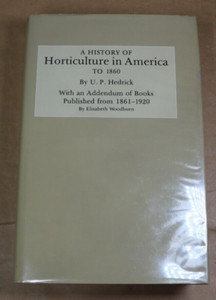 A HISTORY OF
Horticulture in America
TO 1860
By U. P. Hedrick
With an Addendum of Books
Published from 1861-1920
By Elisabeth Woodburn